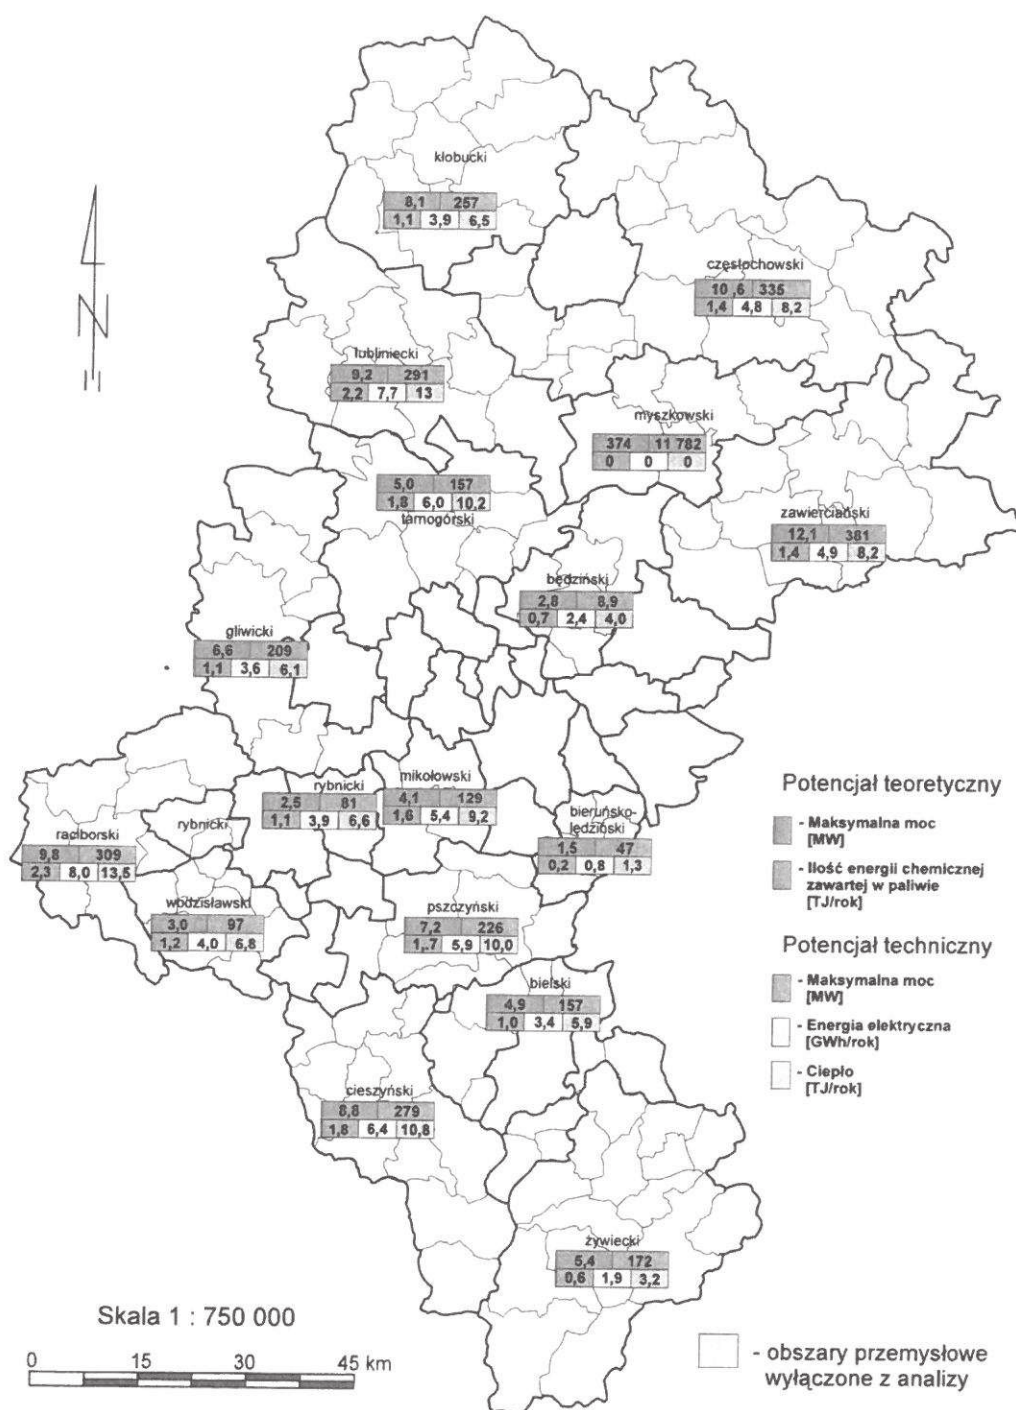 kłobucki
8,1 257
1,1 3,9 6,5
częstochowski
10 ,6 335
1,4 4,8 8,2
lubliniecki
9,2 291
2,2 7,7 13
myszkowski
374 11 782
0 0 0
5,0 157
1,8 6,0 10,2
tarnogórski
zawierciański
12,1 381
1,4 4,9 8,2
będziński
2,8 8,9
0,7 2,4 4,0
gliwicki
6,6 209
1,1 3,6 6,1
rybnicki
2,5 81
1,1 3,9 6,6
mikołowski
4,1 129
1,6 5,4 9,2
bieruńsko-
lędziński
1,5 47
0,2 0,8 1,3
raciborski
9,8 309
2,3 8,0 13,5
rybnicki
wodzisławski
3,0 97
1,2 4,0 6,8
pszczyński
7,2 226
1,.7 5,9 10,0
bielski
4,9 157
1,0 3,4 5,9
cieszyński
8,8 279
1,8 6,4 10,8
żywiecki
5,4 172
0,6 1,9 3,2
Potencjał teoretyczny
- Maksymalna moc
[MW]
- Ilość energii chemicznej
zawartej w paliwie
[TJ/rok]
Potencjał techniczny
- Maksymalna moc
[MW]
- Energia elektryczna
[GWh/rok]
- Ciepło
[TJ/rok]
Skala 1 : 750 000
0 15 30 45 km
- obszary przemysłowe
wyłączone z analizy
N